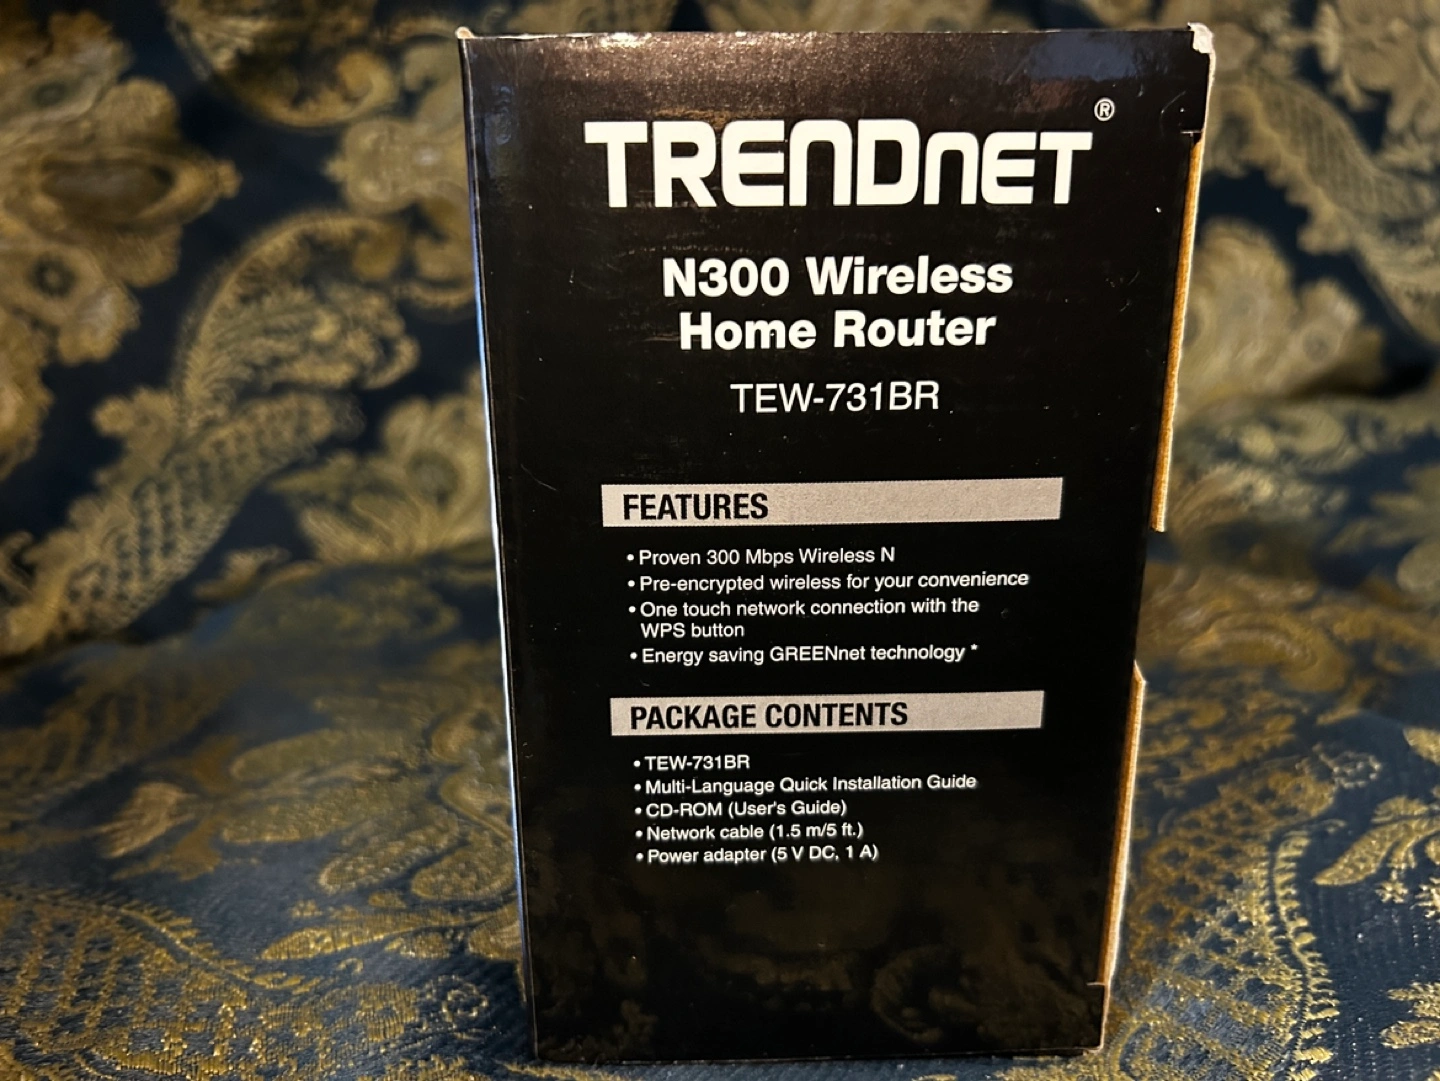 TRENDNET®
N300 Wireless
Home Router
TEW-731BR
FEATURES
• Proven 300 Mbps Wireless N
• Pre-encrypted wireless for your convenience
• One touch network connection with the
WPS button
• Energy saving GREENnet technology *
PACKAGE CONTENTS
• TEW-731BR
• Multi-Language Quick Installation Guide
• CD-ROM (User's Guide)
• Network cable (1.5 m/5 ft.)
• Power adapter (5 V DC, 1 A)